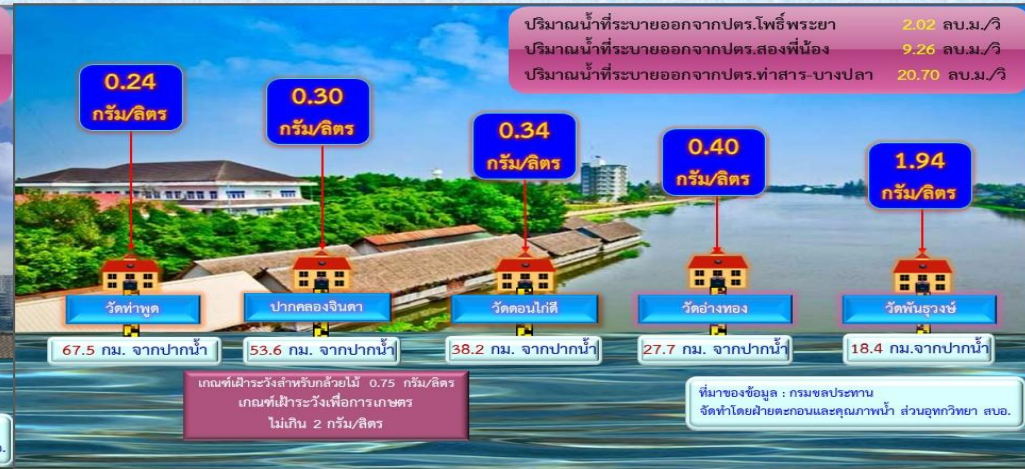 ปริมาณน้ำที่ระบายออกจากปตร.โพธิ์พระยา 2.02 ลบ.ม./วิ
ปริมาณน้ำที่ระบายออกจากปตร.สองพี่น้อง 9.26 ลบ.ม./วิ
ปริมาณน้ำที่ระบายออกจากปตร.ท่าสาร-บางปลา 20.70 ลบ.ม./วิ
0.24
กรัม/ลิตร
0.30
กรัม/ลิตร
0.34
กรัม/ลิตร
0.40
กรัม/ลิตร
1.94
กรัม/ลิตร
วัดท่าพูด
ปากคลองจินดา
วัดดอนไก่ดี
วัดอ่างทอง
วัดพันธุวงษ์
67.5 กม. จากปากน้ำ
53.6 กม. จากปากน้ำ
38.2 กม. จากปากน้ำ
27.7 กม. จากปากน้ำ
18.4 กม.จากปากน้ำ
เกณฑ์เฝ้าระวังสำหรับกล้วยไม้ 0.75 กรัม/ลิตร
เกณฑ์เฝ้าระวังเพื่อการเกษตร
ไม่เกิน 2 กรัม/ลิตร
ที่มาของข้อมูล : กรมชลประทาน
จัดทำโดยฝ่ายตะกอนและคุณภาพน้ำ ส่วนอุทกวิทยา สบอ.